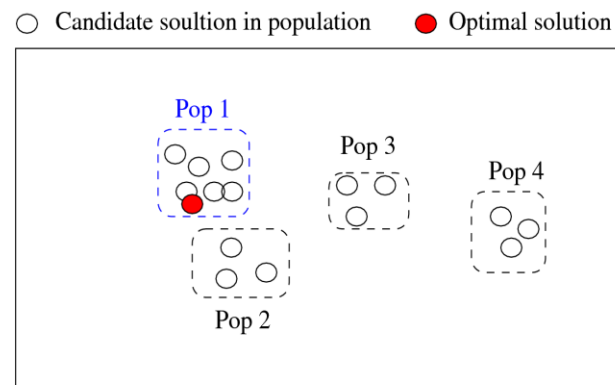 Candidate soultion in population
Optimal solution
Pop 1
Pop 3
Pop 4
Pop 2